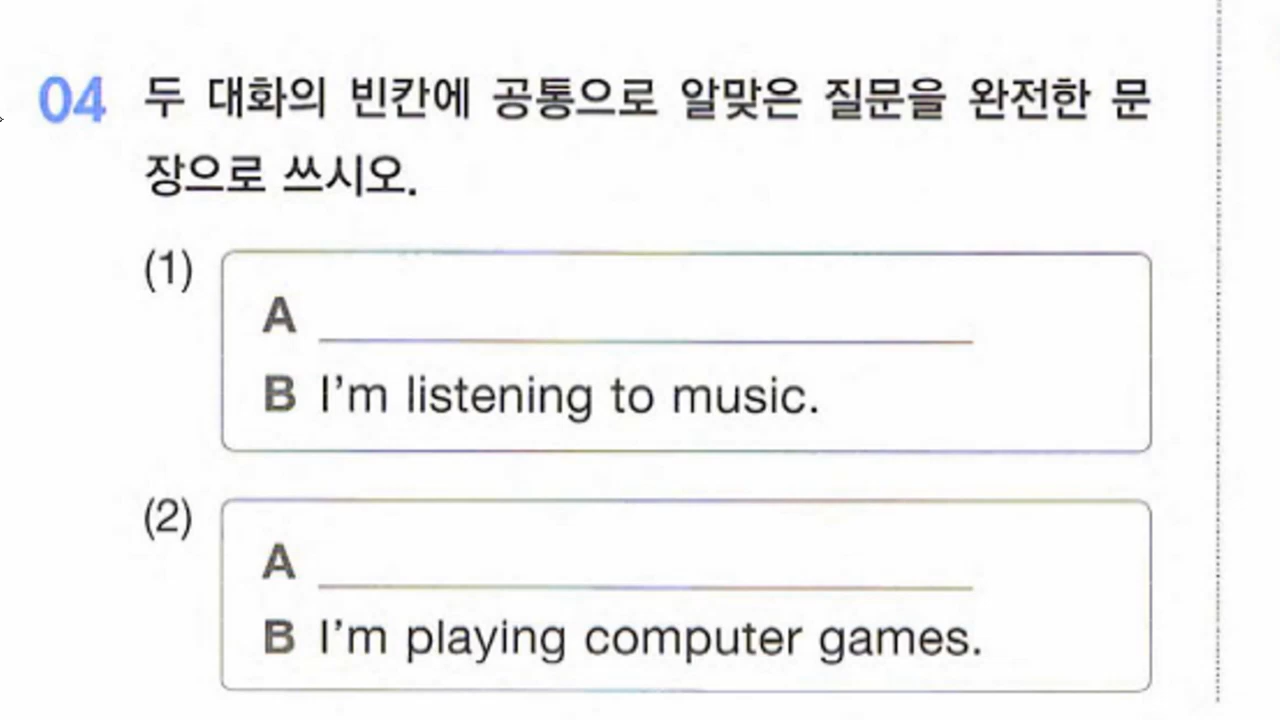 04 두 대화의 빈칸에 공통으로 알맞은 질문을 완전한 문
장으로 쓰시오.
(1)
A
B I'm listening to music.
(2)
A
B I'm playing computer games.